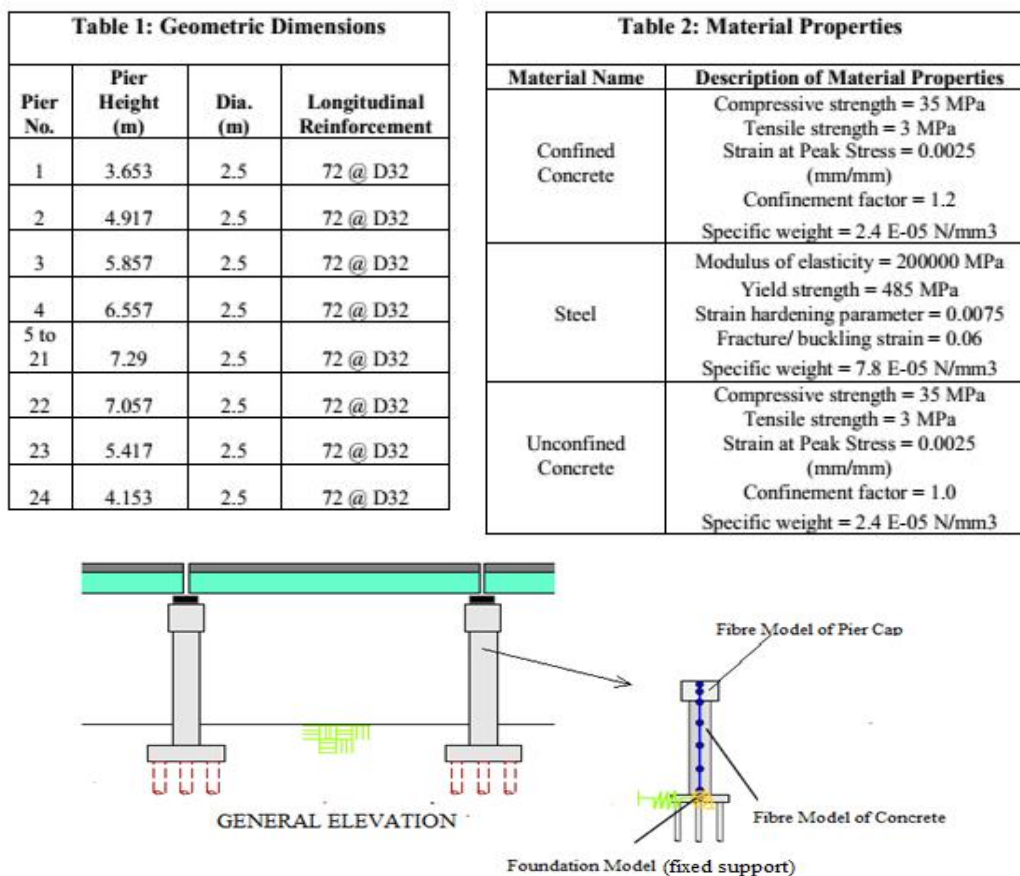 Table 1: Geometric Dimensions
Pier No.
Pier Height (m)
Dia. (m)
Longitudinal Reinforcement
1 3.653 2.5 72 @ D32
2 4.917 2.5 72 @ D32
3 5.857 2.5 72 @ D32
4 6.557 2.5 72 @ D32
5 to 21 7.29 2.5 72 @ D32
22 7.057 2.5 72 @ D32
23 5.417 2.5 72 @ D32
24 4.153 2.5 72 @ D32
Table 2: Material Properties
Material Name Description of Material Properties
Confined
Concrete
Compressive strength = 35 MPa
Tensile strength = 3 MPa
Strain at Peak Stress = 0.0025
(mm/mm)
Confinement factor = 1.2
Specific weight = 2.4 E-05 N/mm3
Steel
Modulus of elasticity = 200000 MPa
Yield strength = 485 MPa
Strain hardening parameter = 0.0075
Fracture/ buckling strain = 0.06
Specific weight = 7.8 E-05 N/mm3
Unconfined
Concrete
Compressive strength = 35 MPa
Tensile strength = 3 MPa
Strain at Peak Stress = 0.0025
(mm/mm)
Confinement factor = 1.0
Specific weight = 2.4 E-05 N/mm3
Fibre Model of Pier Cap
GENERAL ELEVATION
Fibre Model of Concrete
Foundation Model (fixed support)